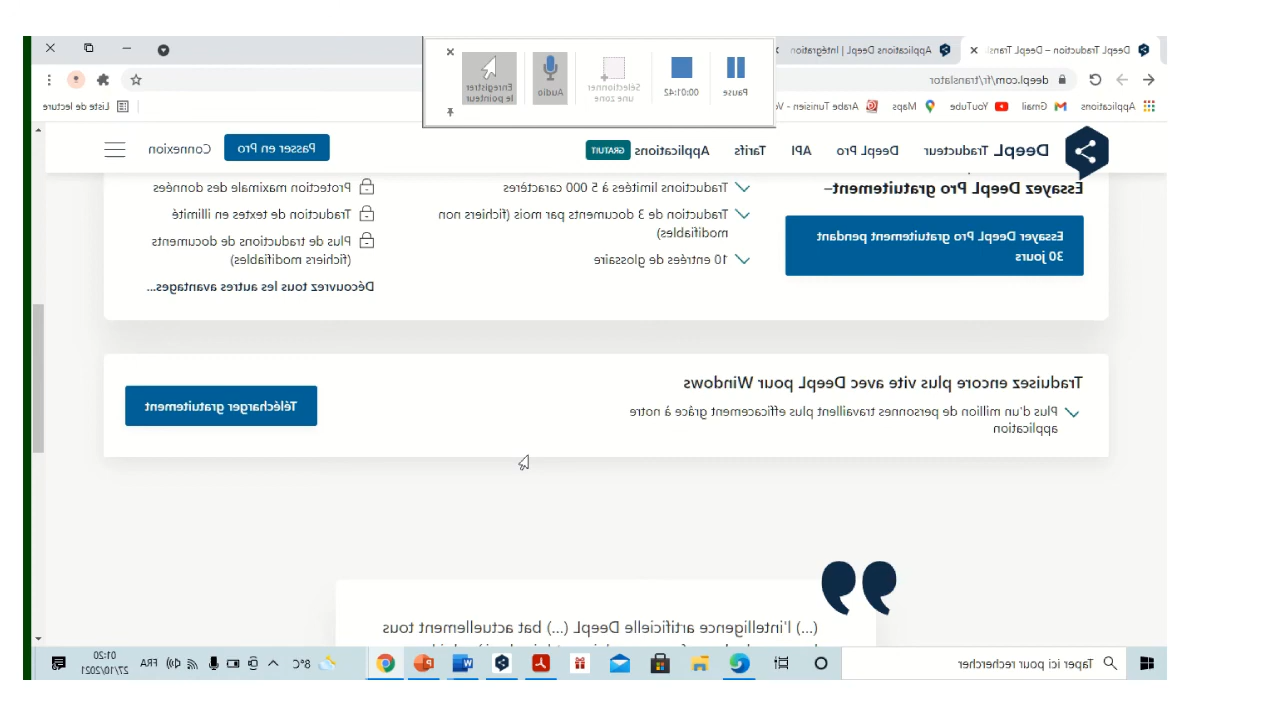 DeepL Traduction – DeepL Transl
Applications DeepL | Intégration
deepl.com/fr/translator
Applications
Gmail
YouTube
Maps
Arabe Tunisien - Vo
Liste de lecture
Pause
00:01:42
Sélectionner
une zone
Audio
Enregistrer
le pointeur
DeepL Traducteur
DeepL Pro
API
Tarifs
Applications GRATUIT
Passer en Pro
Connexion
Essayez DeepL Pro gratuitement–
Essayer DeepL Pro gratuitement pendant
30 jours
Traductions limitées à 5 000 caractères
Traduction de 3 documents par mois (fichiers non
modifiables)
10 entrées de glossaire
Protection maximale des données
Traduction de textes en illimité
Plus de traductions de documents
(fichiers modifiables)
Découvrez tous les autres avantages...
Traduisez encore plus vite avec DeepL pour Windows
Plus d'un million de personnes travaillent plus efficacement grâce à notre
application
Télécharger gratuitement
(...) l'intelligence artificielle DeepL (...) bat actuellement tous
Taper ici pour rechercher
8°C
FRA
01:20
27/10/2021